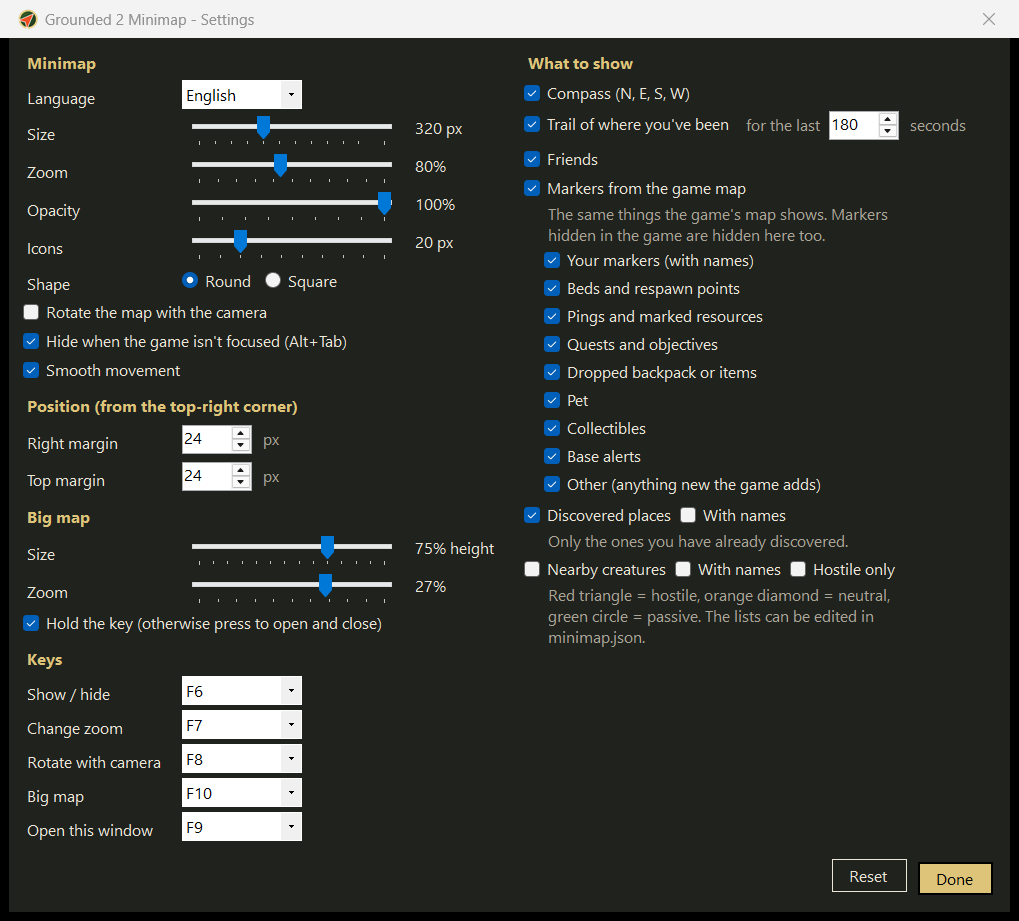 Grounded 2 Minimap - Settings
Minimap
Language English
Size 320 px
Zoom 80%
Opacity 100%
Icons 20 px
Shape Round Square
Rotate the map with the camera
Hide when the game isn't focused (Alt+Tab)
Smooth movement
Position (from the top-right corner)
Right margin 24 px
Top margin 24 px
Big map
Size 75% height
Zoom 27%
Hold the key (otherwise press to open and close)
Keys
Show / hide F6
Change zoom F7
Rotate with camera F8
Big map F10
Open this window F9
What to show
Compass (N, E, S, W)
Trail of where you've been for the last 180 seconds
Friends
Markers from the game map
The same things the game's map shows. Markers
hidden in the game are hidden here too.
Your markers (with names)
Beds and respawn points
Pings and marked resources
Quests and objectives
Dropped backpack or items
Pet
Collectibles
Base alerts
Other (anything new the game adds)
Discovered places With names
Only the ones you have already discovered.
Nearby creatures With names Hostile only
Red triangle = hostile, orange diamond = neutral,
green circle = passive. The lists can be edited in
minimap.json.
Reset Done